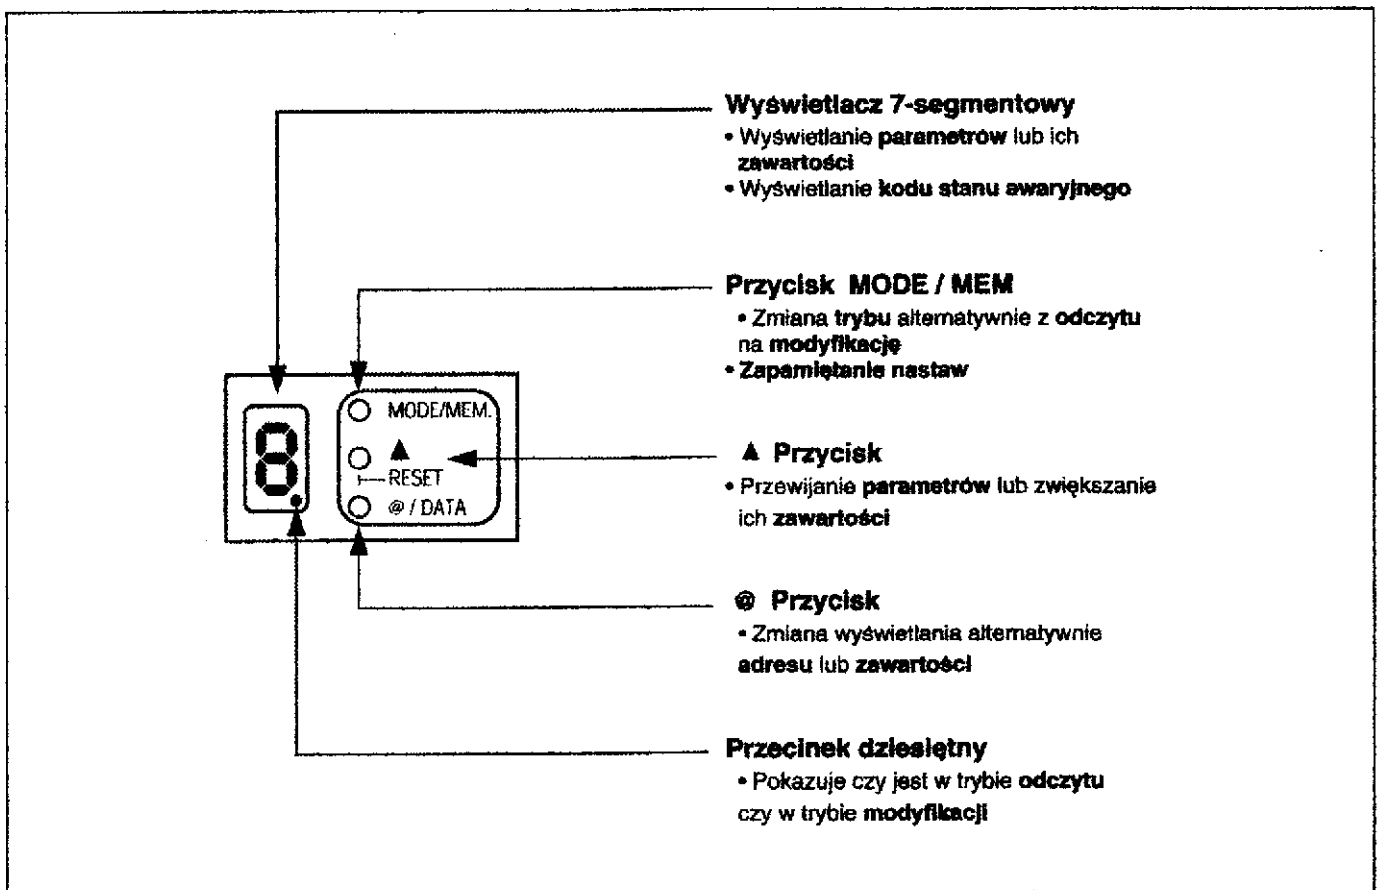 Wyświetlacz 7-segmentowy
• Wyświetlanie parametrów lub ich
zawartości
• Wyświetlanie kodu stanu awaryjnego
Przycisk MODE / MEM
• Zmiana trybu alternatywnie z odczytu
na modyfikację
• Zapamiętanie nastaw
8.
MODE/MEM.
▲
RESET
@ / DATA
▲ Przycisk
• Przewijanie parametrów lub zwiększanie
ich zawartości
@ Przycisk
• Zmiana wyświetlania alternatywnie
adresu lub zawartości
Przecinek dziesiętny
• Pokazuje czy jest w trybie odczytu
czy w trybie modyfikacji